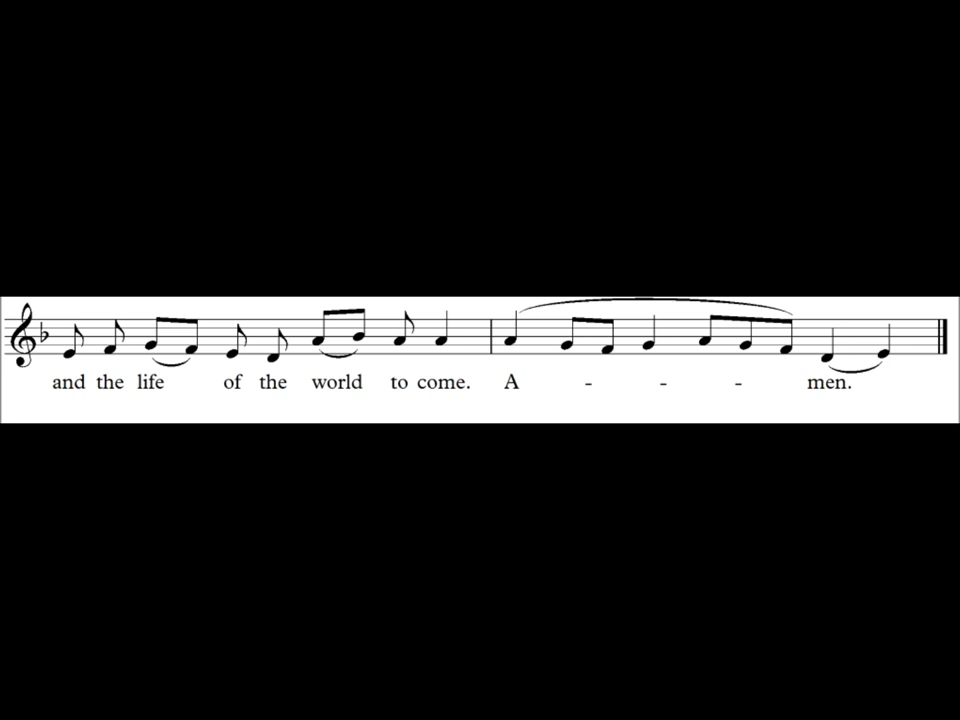 and the life of the world to come. A - - - men.